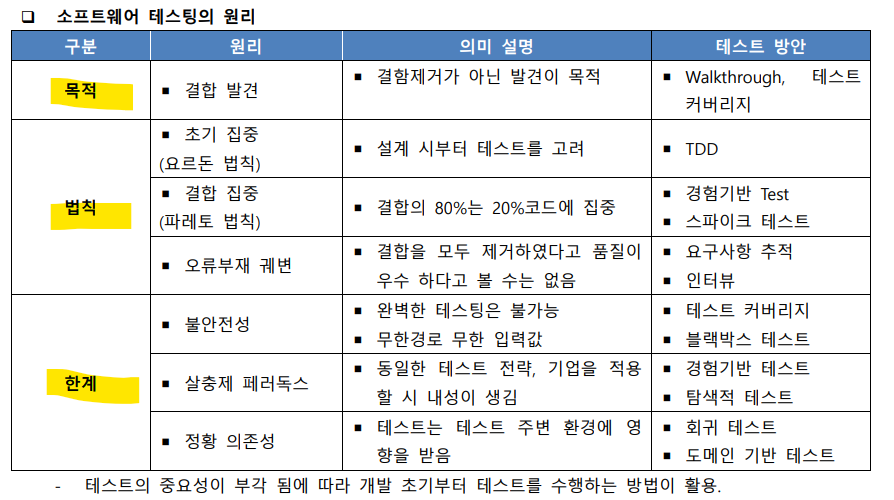 ❑ 소프트웨어 테스팅의 원리
구분 원리 의미 설명 테스트 방안
목적
▪ 결합 발견
▪ 결함제거가 아닌 발견이 목적
▪ Walkthrough, 테스트
커버리지
법칙
▪ 초기 집중
(요르돈 법칙)
▪ 설계 시부터 테스트를 고려
▪ TDD
▪ 결합 집중
(파레토 법칙)
▪ 결합의 80%는 20%코드에 집중
▪ 경험기반 Test
▪ 스파이크 테스트
▪ 오류부재 궤변
▪ 결합을 모두 제거하였다고 품질이
우수 하다고 볼 수는 없음
▪ 요구사항 추적
▪ 인터뷰
한계
▪ 불안전성
▪ 완벽한 테스팅은 불가능
▪ 무한경로 무한 입력값
▪ 테스트 커버리지
▪ 블랙박스 테스트
▪ 살충제 페러독스
▪ 동일한 테스트 전략, 기업을 적용
할 시 내성이 생김
▪ 경험기반 테스트
▪ 탐색적 테스트
▪ 정황 의존성
▪ 테스트는 테스트 주변 환경에 영
향을 받음
▪ 회귀 테스트
▪ 도메인 기반 테스트
- 테스트의 중요성이 부각 됨에 따라 개발 초기부터 테스트를 수행하는 방법이 활용.